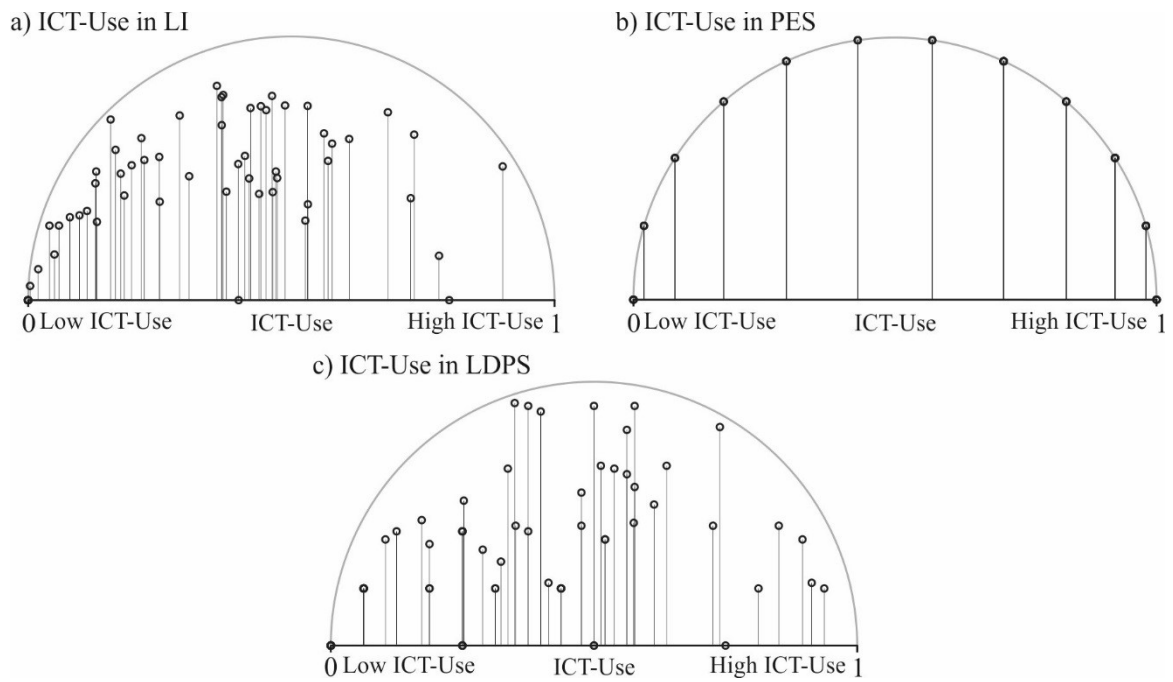 a) ICT-Use in LI
0 Low ICT-Use ICT-Use High ICT-Use 1
b) ICT-Use in PES
0 Low ICT-Use ICT-Use High ICT-Use 1
c) ICT-Use in LDPS
0 Low ICT-Use ICT-Use High ICT-Use 1